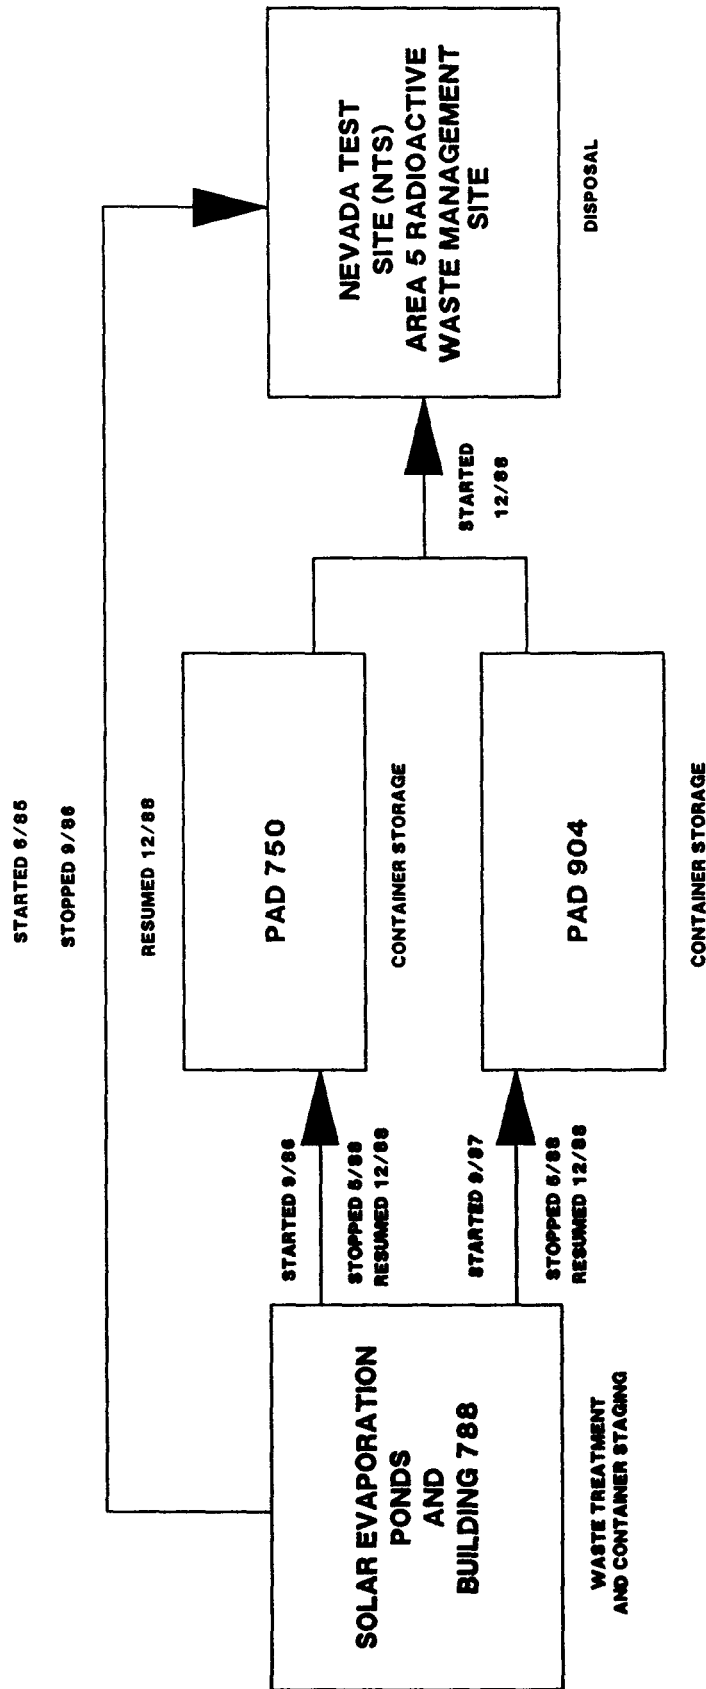 STARTED 6/85
STOPPED 9/86
RESUMED 12/88
SOLAR EVAPORATION
PONDS
AND
BUILDING 788
WASTE TREATMENT
AND CONTAINER STAGING
STARTED 9/86
STOPPED 5/88
RESUMED 12/88
PAD 750
CONTAINER STORAGE
STARTED 9/87
STOPPED 5/88
RESUMED 12/88
PAD 904
CONTAINER STORAGE
STARTED
12/88
NEVADA TEST
SITE (NTS)
AREA 5 RADIOACTIVE
WASTE MANAGEMENT
SITE
DISPOSAL